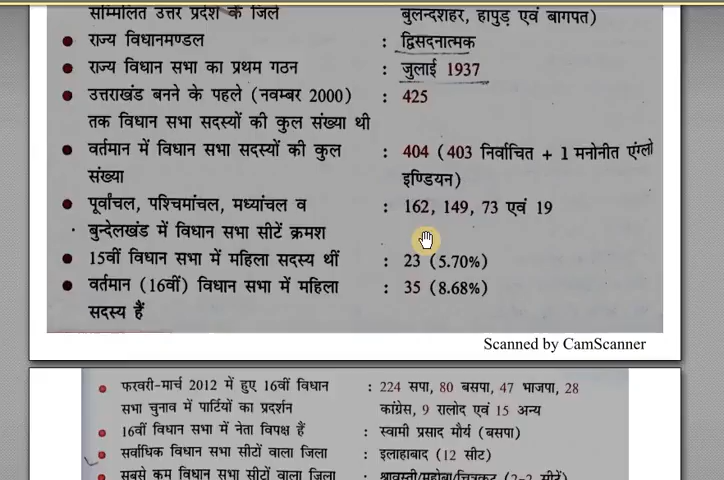 सम्मिलित उत्तर प्रदेश के जिले बुलन्दशहर, हापुड़ एवं बागपत)
राज्य विधानमण्डल : द्विसदनात्मक
राज्य विधान सभा का प्रथम गठन : जुलाई 1937
उत्तराखंड बनने के पहले (नवम्बर 2000) : 425
तक विधान सभा सदस्यों की कुल संख्या थी
वर्तमान में विधान सभा सदस्यों की कुल : 404 (403 निर्वाचित + 1 मनोनीत एंग्लो
संख्या इण्डियन)
पूर्वांचल, पश्चिमांचल, मध्यांचल व : 162, 149, 73 एवं 19
बुन्देलखंड में विधान सभा सीटें क्रमश
15वीं विधान सभा में महिला सदस्य थीं : 23 (5.70%)
वर्तमान (16वीं) विधान सभा में महिला : 35 (8.68%)
सदस्य हैं
Scanned by CamScanner
फरवरी-मार्च 2012 में हुए 16वीं विधान : 224 सपा, 80 बसपा, 47 भाजपा, 28
सभा चुनाव में पार्टियों का प्रदर्शन कांग्रेस, 9 रालोद एवं 15 अन्य
16वीं विधान सभा में नेता विपक्ष हैं : स्वामी प्रसाद मौर्य (बसपा)
सर्वाधिक विधान सभा सीटों वाला जिला : इलाहाबाद (12 सीट)
सबसे कम विधान सभा सीटों वाला जिला : श्रावस्ती/महोबा/चित्रकूट (2-2 सीटें)